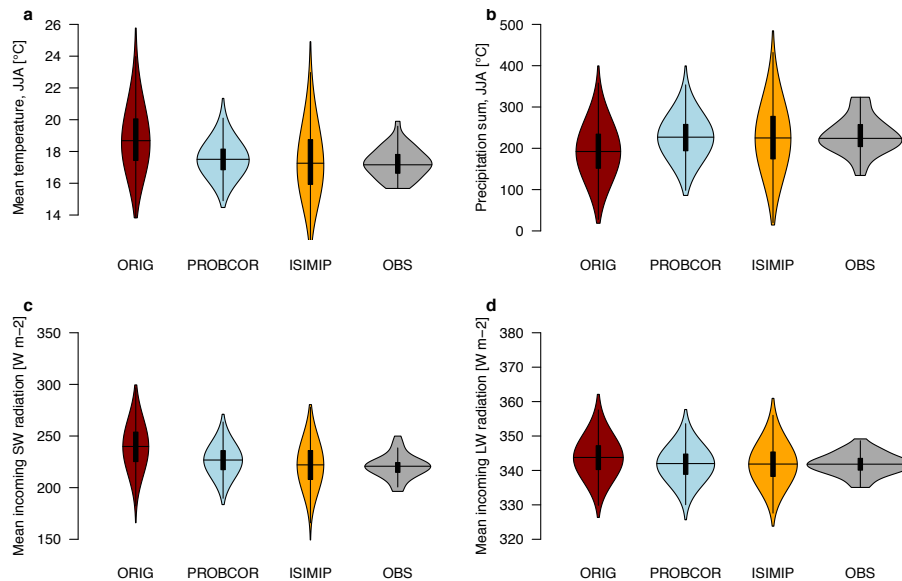 a
Mean temperature, JJA [°C]
26
24
22
20
18
16
14
ORIG PROBCOR ISIMIP OBS
b
Precipitation sum, JJA [°C]
500
400
300
200
100
0
ORIG PROBCOR ISIMIP OBS
c
Mean incoming SW radiation [W m−2]
350
300
250
200
150
ORIG PROBCOR ISIMIP OBS
d
Mean incoming LW radiation [W m−2]
380
370
360
350
340
330
320
ORIG PROBCOR ISIMIP OBS